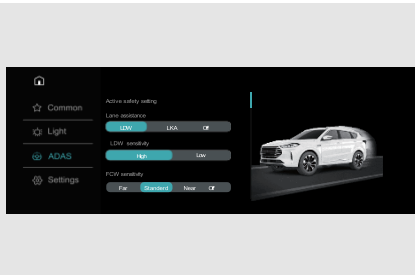 Common
Light
ADAS
Settings
Active safety setting
Lane assistance
LDW LKA Off
LDW sensitivity
High Low
FCW sensitivity
Far Standard Near Off